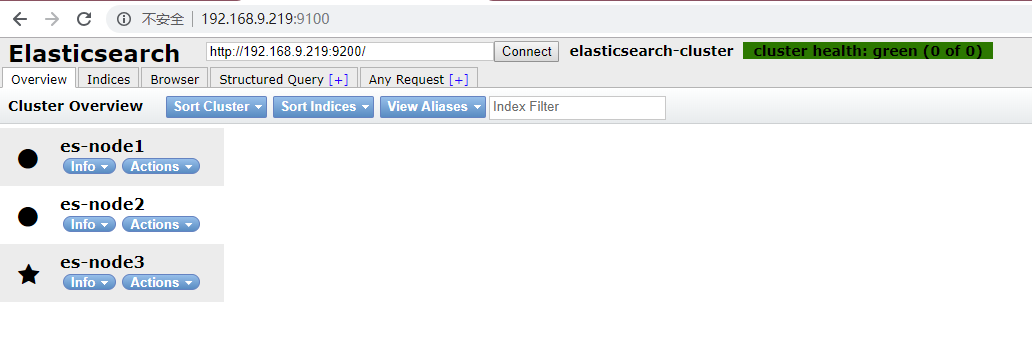 不安全 192.168.9.219:9100
Elasticsearch http://192.168.9.219:9200/ Connect elasticsearch-cluster cluster health: green (0 of 0)
Overview Indices Browser Structured Query [+] Any Request [+]
Cluster Overview Sort Cluster Sort Indices View Aliases Index Filter
es-node1
Info Actions
es-node2
Info Actions
es-node3
Info Actions